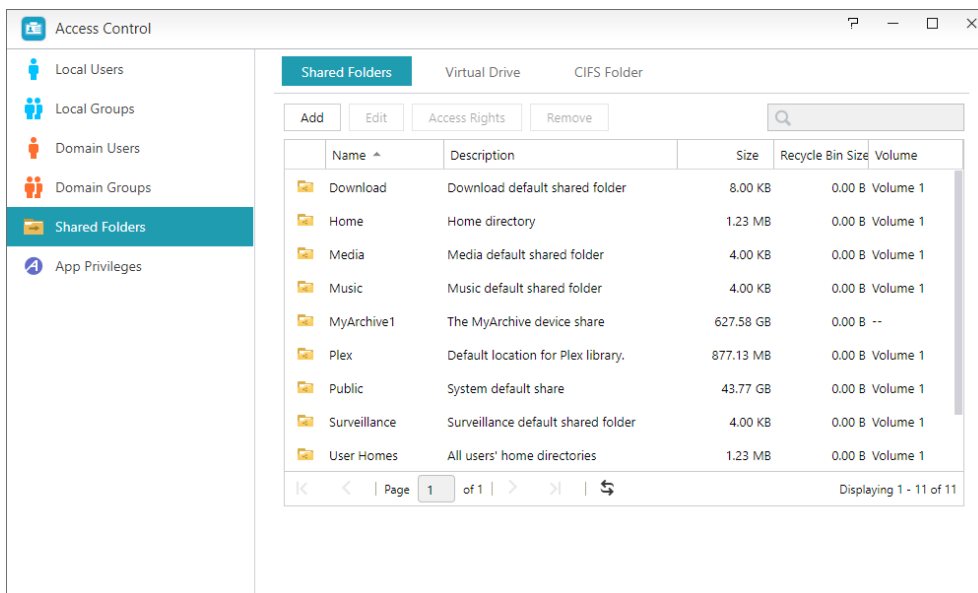 Access Control
Local Users
Local Groups
Domain Users
Domain Groups
Shared Folders
App Privileges
Shared Folders Virtual Drive CIFS Folder
Add Edit Access Rights Remove
Name Description Size Recycle Bin Size Volume
Download Download default shared folder 8.00 KB 0.00 B Volume 1
Home Home directory 1.23 MB 0.00 B Volume 1
Media Media default shared folder 4.00 KB 0.00 B Volume 1
Music Music default shared folder 4.00 KB 0.00 B Volume 1
MyArchive1 The MyArchive device share 627.58 GB 0.00 B --
Plex Default location for Plex library. 877.13 MB 0.00 B Volume 1
Public System default share 43.77 GB 0.00 B Volume 1
Surveillance Surveillance default shared folder 4.00 KB 0.00 B Volume 1
User Homes All users' home directories 1.23 MB 0.00 B Volume 1
Page 1 of 1 Displaying 1 - 11 of 11